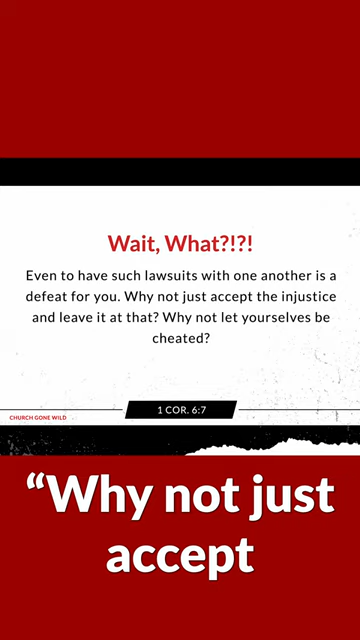 Wait, What?!?!
Even to have such lawsuits with one another is a
defeat for you. Why not just accept the injustice
and leave it at that? Why not let yourselves be
cheated?
1 COR. 6:7
CHURCH GONE WILD
“Why not just
accept